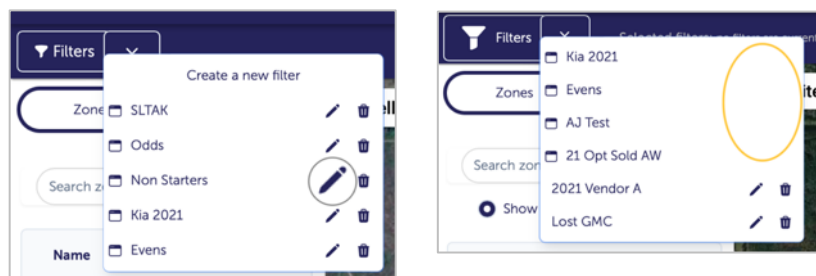 Filters
Create a new filter
Zone
SLTAK
Odds
Non Starters
Search z
Kia 2021
Name
Evens
Filters
Selected filters: no filters are current
Kia 2021
Zones
Evens
ite
AJ Test
21 Opt Sold AW
Search zon
2021 Vendor A
Show
Lost GMC